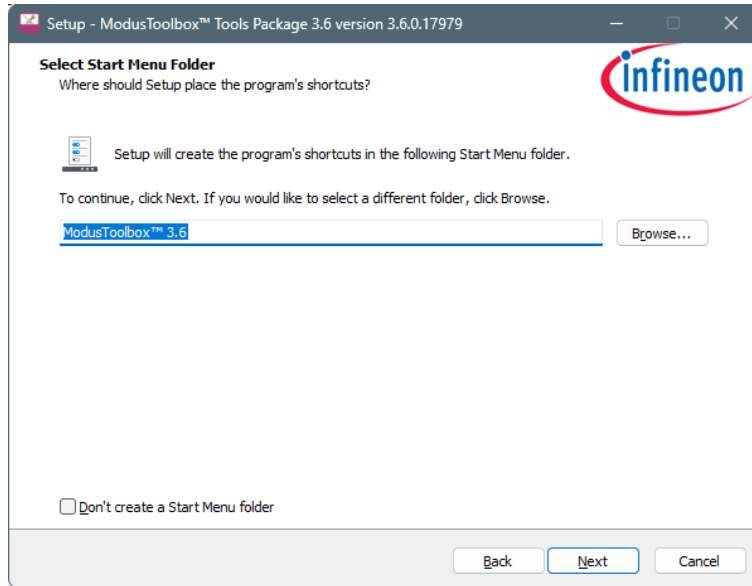 Setup - ModusToolbox™ Tools Package 3.6 version 3.6.0.17979
Select Start Menu Folder
Where should Setup place the program's shortcuts?
infineon
Setup will create the program's shortcuts in the following Start Menu folder.
To continue, click Next. If you would like to select a different folder, click Browse.
ModusToolbox™ 3.6
Browse...
Don't create a Start Menu folder
Back
Next
Cancel